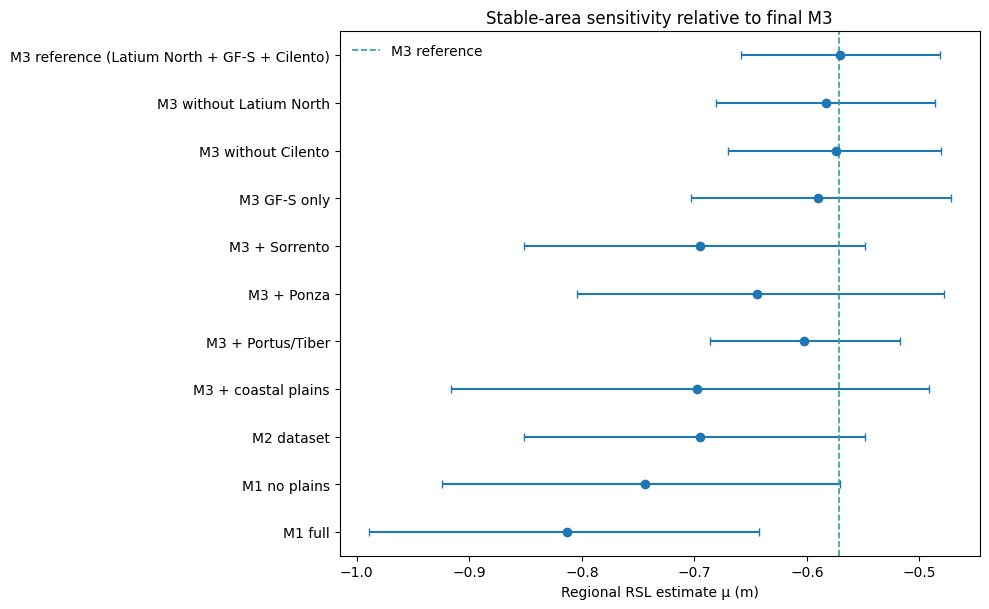 Stable-area sensitivity relative to final M3
M3 reference
M3 reference (Latium North + GF-S + Cilento)
M3 without Latium North
M3 without Cilento
M3 GF-S only
M3 + Sorrento
M3 + Ponza
M3 + Portus/Tiber
M3 + coastal plains
M2 dataset
M1 no plains
M1 full
−1.0 −0.9 −0.8 −0.7 −0.6 −0.5
Regional RSL estimate μ (m)